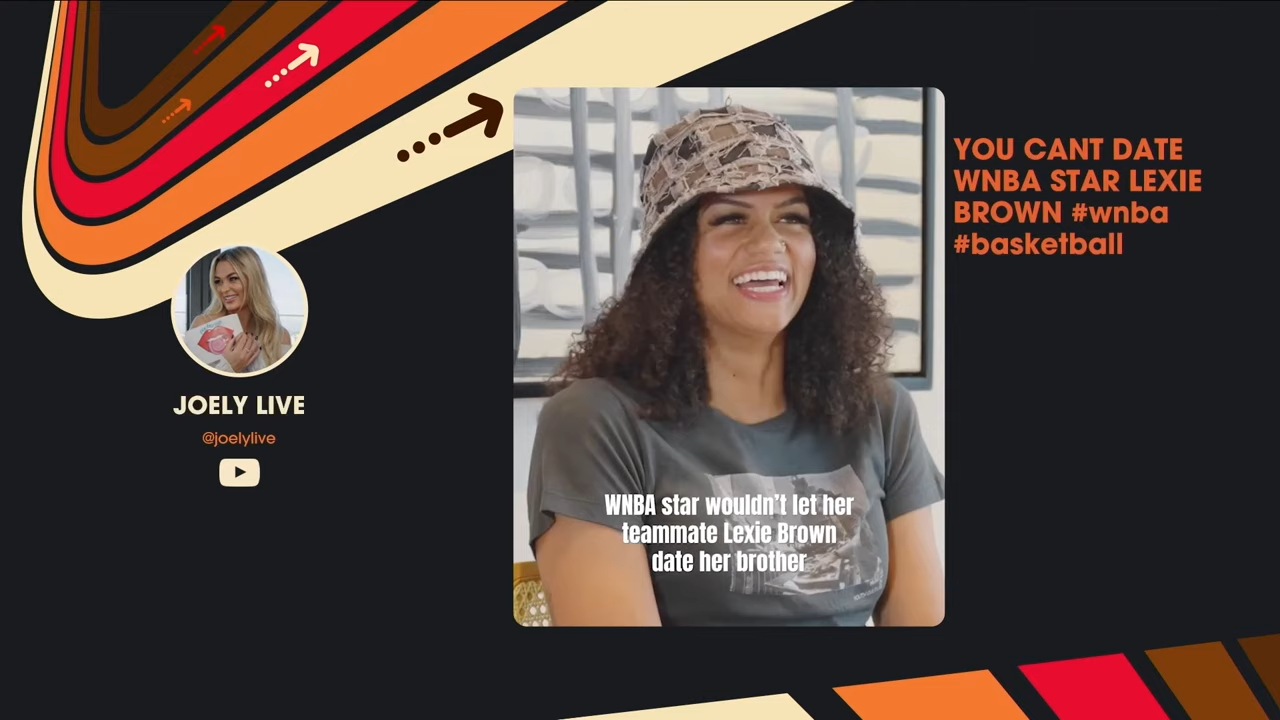 JOELY LIVE
@joelylive
WNBA star wouldn't let her
teammate Lexie Brown
date her brother
YOU CANT DATE
WNBA STAR LEXIE
BROWN #wnba
#basketball